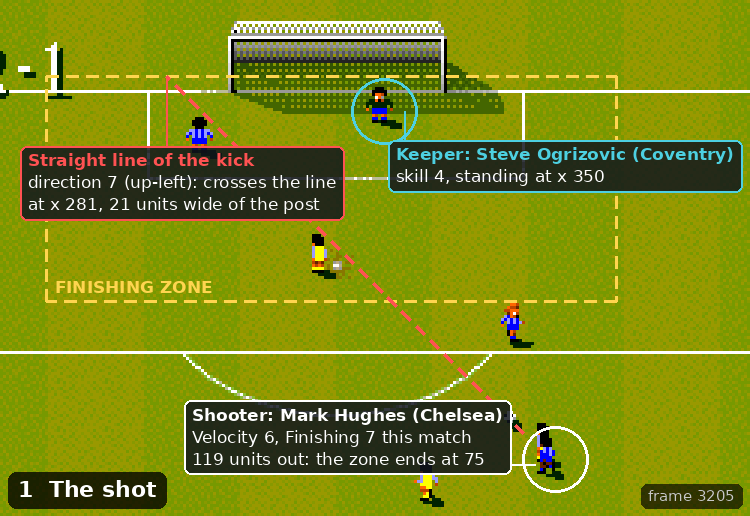 1
Straight line of the kick
direction 7 (up-left): crosses the line
at x 281, 21 units wide of the post
Keeper: Steve Ogrizovic (Coventry)
skill 4, standing at x 350
FINISHING ZONE
Shooter: Mark Hughes (Chelsea)
Velocity 6, Finishing 7 this match
119 units out: the zone ends at 75
1 The shot
frame 3205